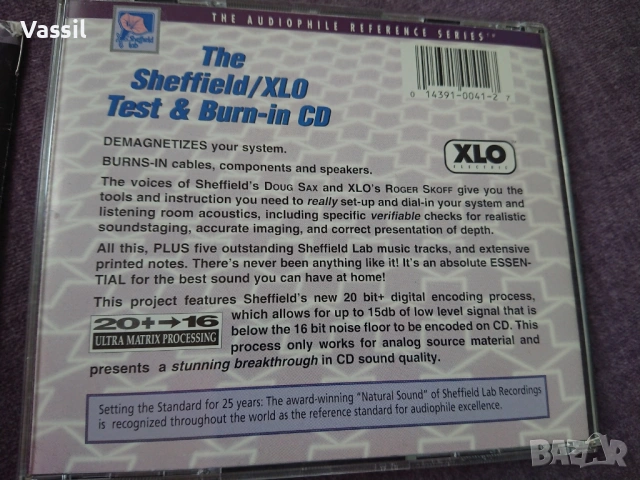 Vassil
THE AUDIOPHILE REFERENCE SERIES™
Sheffield
Lab
The
Sheffield/XLO
Test & Burn-in CD
0 14391-0041-2 7
DEMAGNETIZES your system.
BURNS-IN cables, components and speakers.
XLO
ELECTRIC
The voices of Sheffield's DOUG SAX and XLO'S ROGER SKOFF give you the
tools and instruction you need to really set-up and dial-in your system and
listening room acoustics, including specific verifiable checks for realistic
soundstaging, accurate imaging, and correct presentation of depth.
All this, PLUS five outstanding Sheffield Lab music tracks, and extensive
printed notes. There's never been anything like it! It's an absolute ESSEN-
TIAL for the best sound you can have at home!
This project features Sheffield's new 20 bit+ digital encoding process,
20+→16
ULTRA MATRIX PROCESSING
which allows for up to 15db of low level signal that is
below the 16 bit noise floor to be encoded on CD. This
process only works for analog source material and
presents a stunning breakthrough in CD sound quality.
Setting the Standard for 25 years: The award-winning "Natural Sound" of Sheffield Lab Recordings
is recognized throughout the world as the reference standard for audiophile excellence.
BAZAR